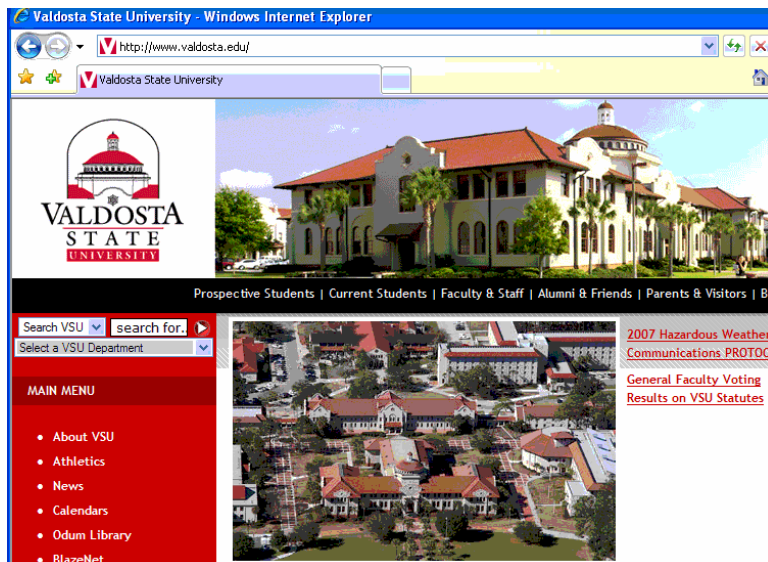 Valdosta State University - Windows Internet Explorer
http://www.valdosta.edu/
Valdosta State University
VALDOSTA
STATE
UNIVERSITY
Prospective Students | Current Students | Faculty & Staff | Alumni & Friends | Parents & Visitors | B
Search VSU search for..
Select a VSU Department
MAIN MENU
• About VSU
• Athletics
• News
• Calendars
• Odum Library
• BlazeNet
2007 Hazardous Weather
Communications PROTOC
General Faculty Voting
Results on VSU Statutes